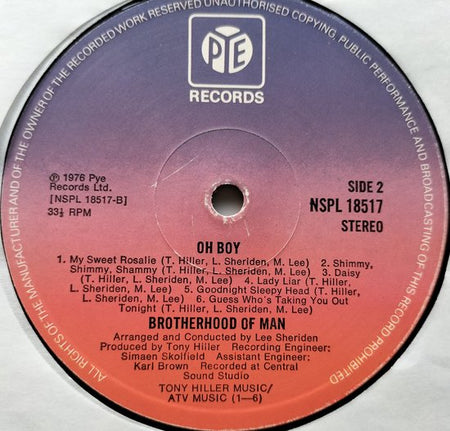 ALL RIGHTS OF THE MANUFACTURER AND OF THE OWNER OF THE RECORDED WORK RESERVED UNAUTHORISED COPYING, PUBLIC PERFORMANCE AND BROADCASTING OF THIS RECORD PROHIBITED
PYE
RECORDS
℗ 1976 Pye
Records Ltd.
[NSPL 18517-B]
33⅓ RPM
SIDE 2
NSPL 18517
STEREO
OH BOY
1. My Sweet Rosalie (T. Hiller, L. Sheriden, M. Lee) 2. Shimmy,
Shimmy, Shammy (T. Hiller, L. Sheriden, M. Lee) 3. Daisy
(T. Hiller, L. Sheriden, M. Lee) 4. Lady Liar (T. Hiller,
L. Sheriden, M. Lee) 5. Goodnight Sleepy Head (T. Hiller,
L. Sheriden, M. Lee) 6. Guess Who's Taking You Out
Tonight (T. Hiller, L. Sheriden, M. Lee)
BROTHERHOOD OF MAN
Arranged and Conducted by Lee Sheriden
Produced by Tony Hiller Recording Engineer:
Simaen Skolfield Assistant Engineer:
Karl Brown Recorded at Central
Sound Studio
TONY HILLER MUSIC/
ATV MUSIC (1–6)